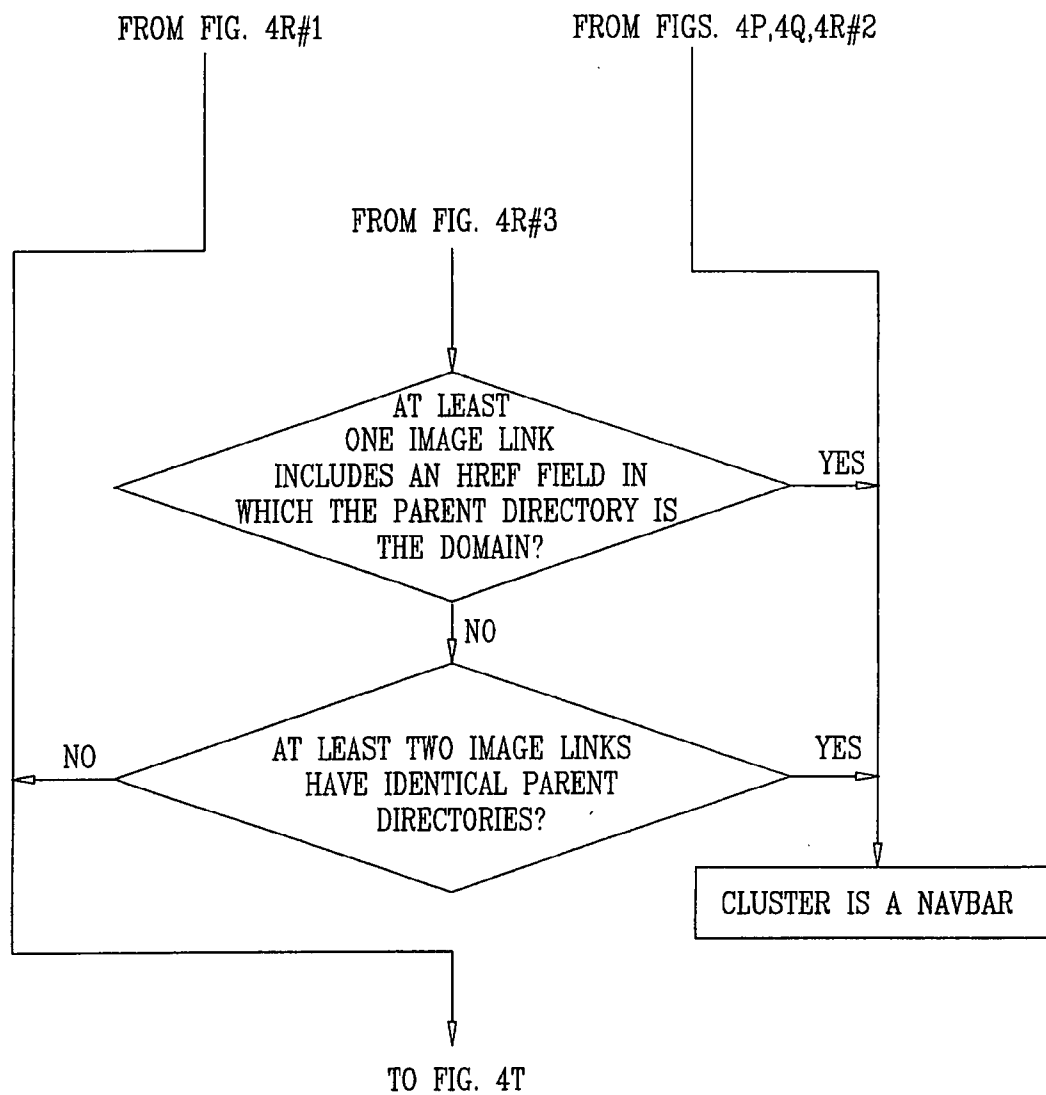 FROM FIG. 4R#1
FROM FIGS. 4P,4Q,4R#2
FROM FIG. 4R#3
AT LEAST
ONE IMAGE LINK
INCLUDES AN HREF FIELD IN
WHICH THE PARENT DIRECTORY IS
THE DOMAIN?
YES
NO
AT LEAST TWO IMAGE LINKS
HAVE IDENTICAL PARENT
DIRECTORIES?
NO
YES
CLUSTER IS A NAVBAR
TO FIG. 4T